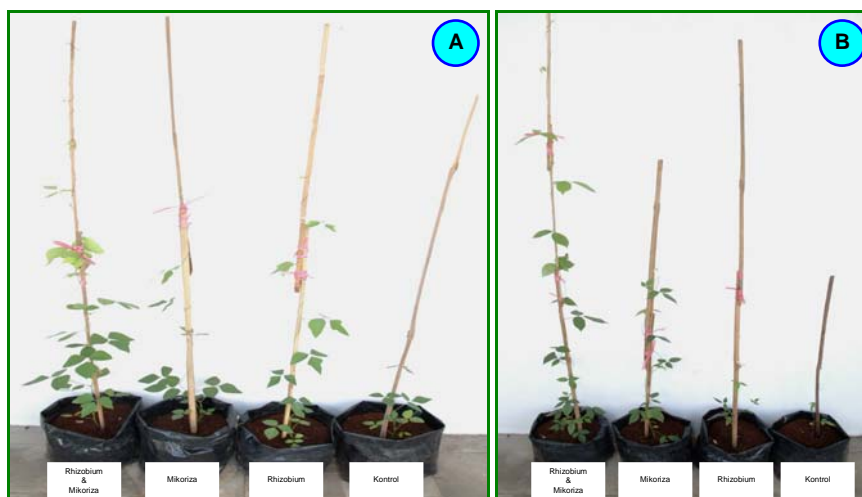 A
Rhizobium
&
Mikoriza
Mikoriza
Rhizobium
Kontrol
B
Rhizobium
&
Mikoriza
Mikoriza
Rhizobium
Kontrol